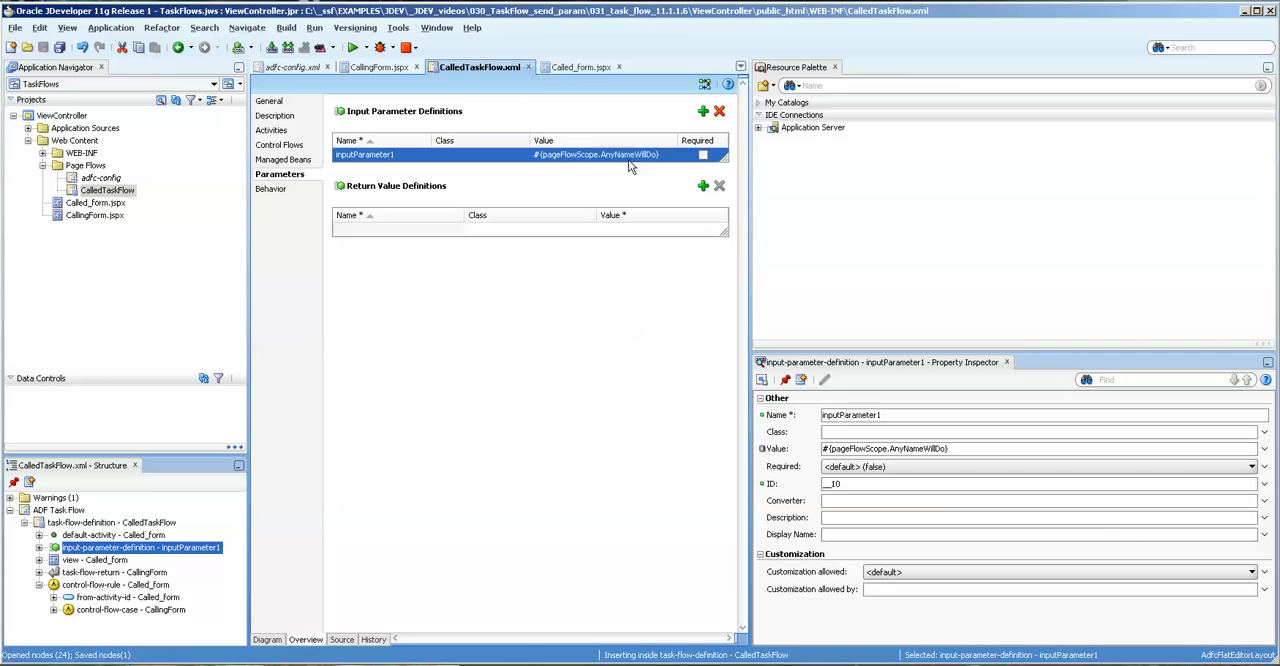 Oracle JDeveloper 11g Release 1 - TaskFlows.jws : ViewController.jpr : C:\_ssf\EXAMPLES\JDEV\_JDEV_videos\030_TaskFlow_send_param\031_task_flow_11.1.1.6\ViewController\public_html\WEB-INF\CalledTaskFlow.xml
File Edit View Application Refactor Search Navigate Build Run Versioning Tools Window Help
Search
Application Navigator adfc-config.xml CallingForm.jspx CalledTaskFlow.xml Called_form.jspx Resource Palette
TaskFlows
Name
Projects
General
Input Parameter Definitions
My Catalogs
ViewController
Description
IDE Connections
Application Sources
Activities
Application Server
Web Content
Control Flows
Name * Class Value Required
WEB-INF
Managed Beans
inputParameter1 #{pageFlowScope.AnyNameWillDo}
Page Flows
Parameters
adfc-config
Behavior
Return Value Definitions
CalledTaskFlow
Called_form.jspx
Name * Class Value *
CallingForm.jspx
Data Controls
input-parameter-definition - inputParameter1 - Property Inspector
Find
Other
Name *: inputParameter1
Class:
Value: #{pageFlowScope.AnyNameWillDo}
Required: <default> (false)
ID: __10
Converter:
Description:
Display Name:
Customization
Customization allowed: <default>
Customization allowed by:
CalledTaskFlow.xml - Structure
Warnings (1)
ADF Task Flow
task-flow-definition - CalledTaskFlow
default-activity - Called_form
input-parameter-definition - inputParameter1
view - Called_form
task-flow-return - CallingForm
control-flow-rule - Called_form
from-activity-id - Called_form
control-flow-case - CallingForm
Diagram Overview Source History
Opened nodes (24); Saved nodes(1) Inserting inside task-flow-definition - CalledTaskFlow Selected: input-parameter-definition - inputParameter1 AdfcFlatEditorLayout